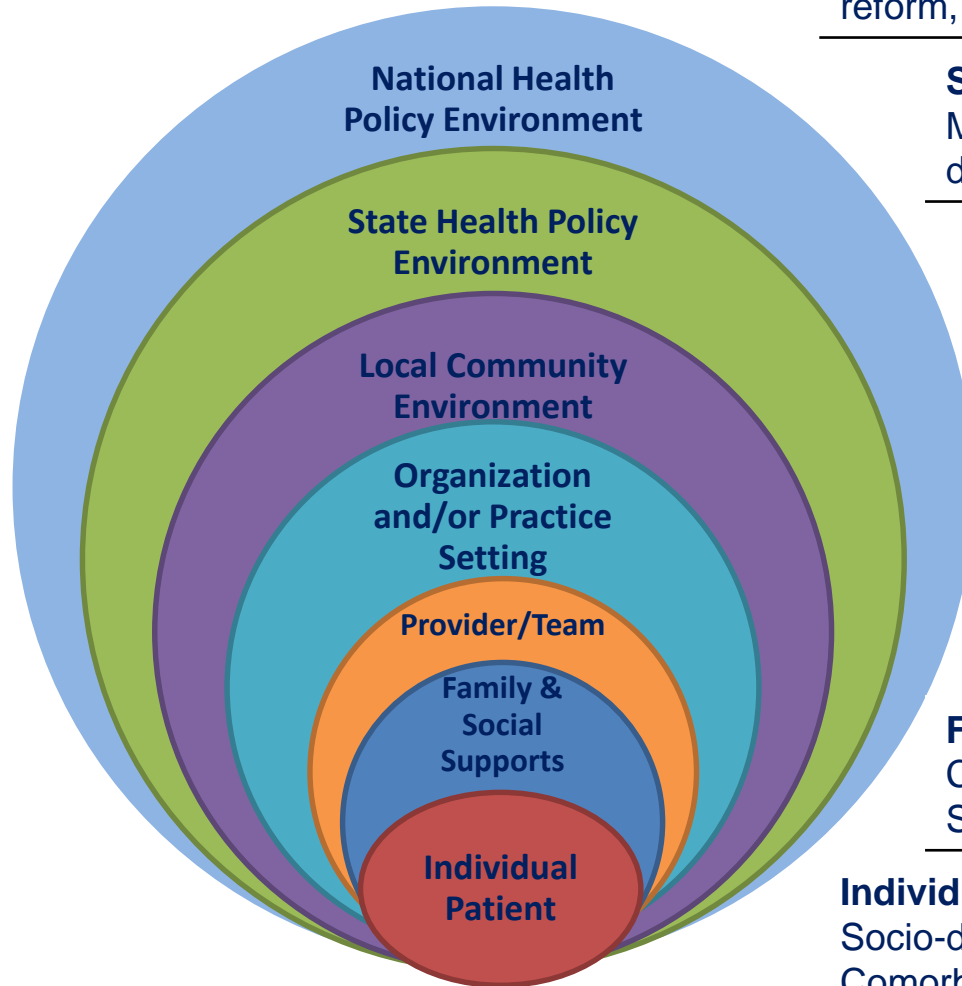 reform,
National Health
Policy Environment
State Health Policy
Environment
Local Community
Environment
Organization
and/or Practice
Setting
Provider/Team
Family &
Social
Supports
Individual
Patient
S
M
d
F
C
S
Individ
Socio-d
Comorb